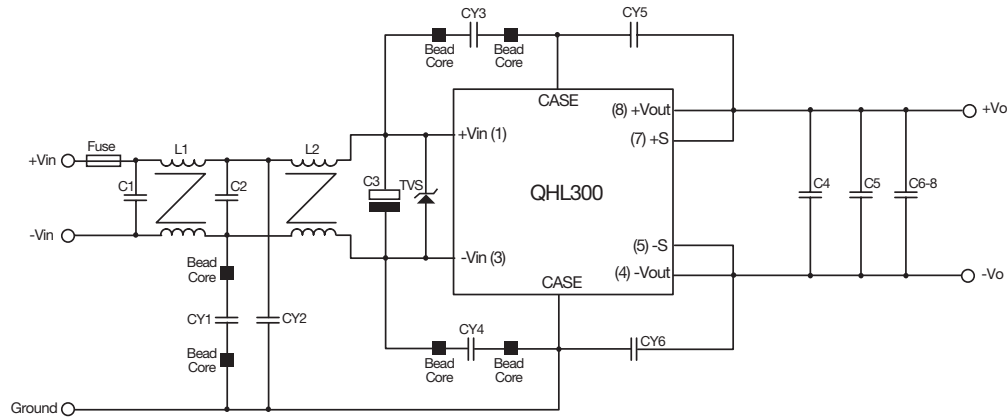 CY3
CY5
Bead
Core
Bead
Core
CASE
(8) +Vout
+Vo
+Vin (1)
(7) +S
Fuse
L1
L2
+Vin
C1
C2
C3
TVS
QHL300
C4
C5
C6-8
-Vin
(5) -S
-Vin (3)
(4) -Vout
-Vo
Bead
Core
CASE
CY1
CY2
CY4
CY6
Bead
Core
Bead
Core
Bead
Core
Ground